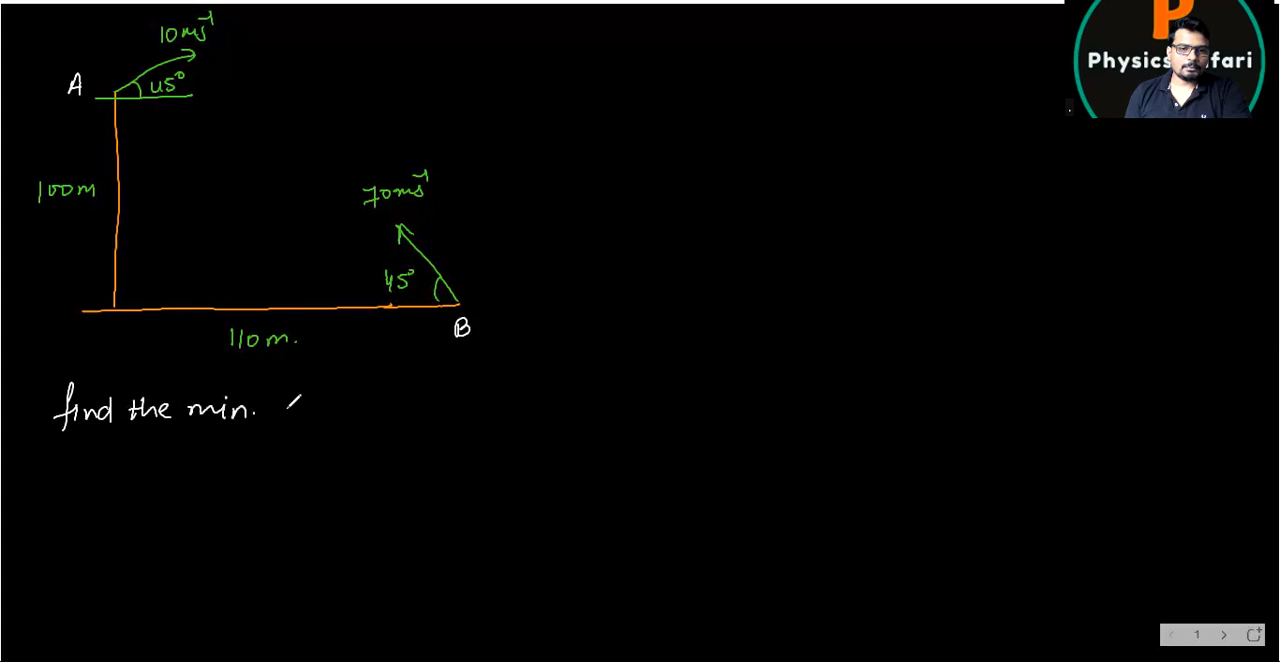 10ms⁻¹
A
45°
100m
70ms⁻¹
45°
110m.
B
find the min.
P
Physics fari
1